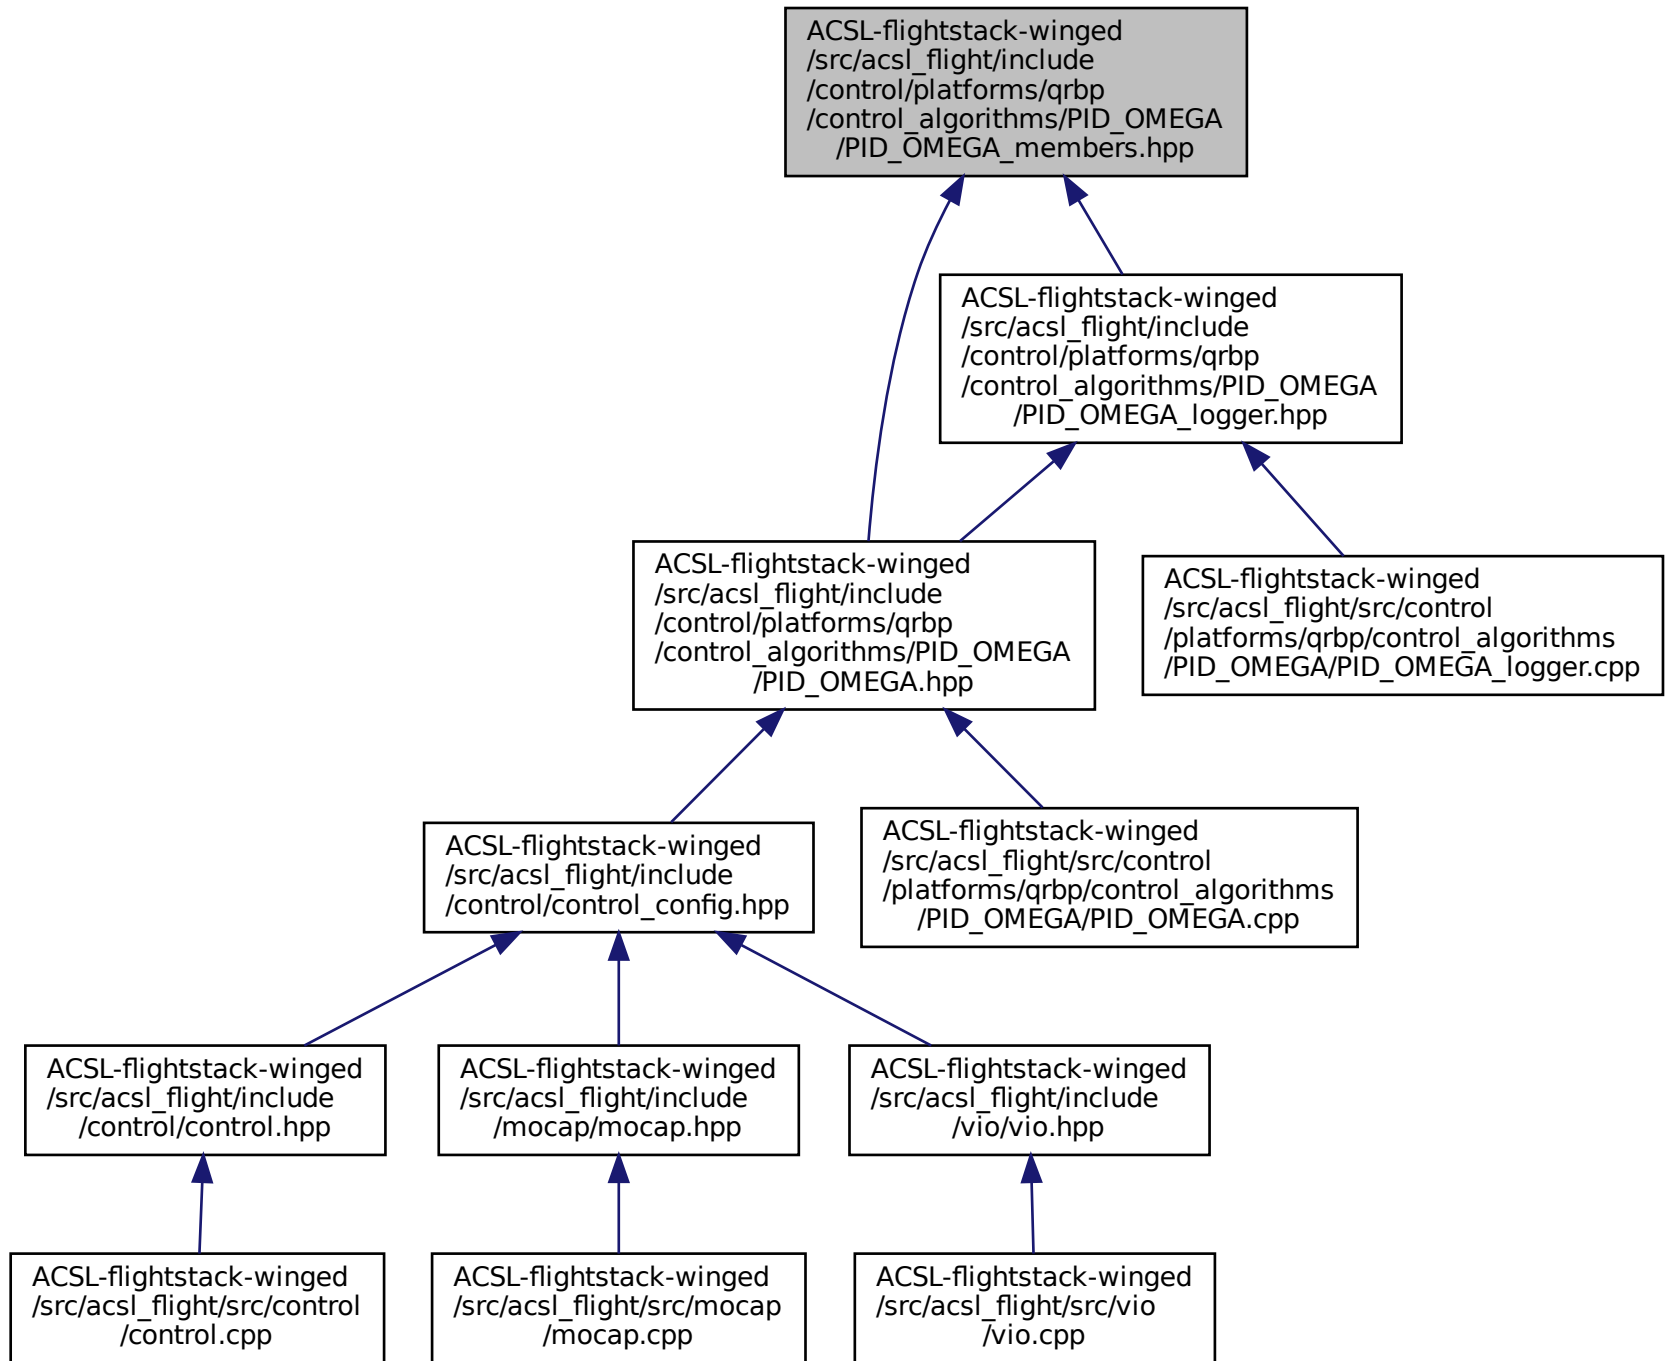 ACSL-flightstack-winged
/src/acsl_flight/include
/control/platforms/qrbp
/control_algorithms/PID_OMEGA
/PID_OMEGA_members.hpp
ACSL-flightstack-winged
/src/acsl_flight/include
/control/platforms/qrbp
/control_algorithms/PID_OMEGA
/PID_OMEGA_logger.hpp
ACSL-flightstack-winged
/src/acsl_flight/include
/control/platforms/qrbp
/control_algorithms/PID_OMEGA
/PID_OMEGA.hpp
ACSL-flightstack-winged
/src/acsl_flight/src/control
/platforms/qrbp/control_algorithms
/PID_OMEGA/PID_OMEGA_logger.cpp
ACSL-flightstack-winged
/src/acsl_flight/include
/control/control_config.hpp
ACSL-flightstack-winged
/src/acsl_flight/src/control
/platforms/qrbp/control_algorithms
/PID_OMEGA/PID_OMEGA.cpp
ACSL-flightstack-winged
/src/acsl_flight/include
/control/control.hpp
ACSL-flightstack-winged
/src/acsl_flight/include
/mocap/mocap.hpp
ACSL-flightstack-winged
/src/acsl_flight/include
/vio/vio.hpp
ACSL-flightstack-winged
/src/acsl_flight/src/control
/control.cpp
ACSL-flightstack-winged
/src/acsl_flight/src/mocap
/mocap.cpp
ACSL-flightstack-winged
/src/acsl_flight/src/vio
/vio.cpp